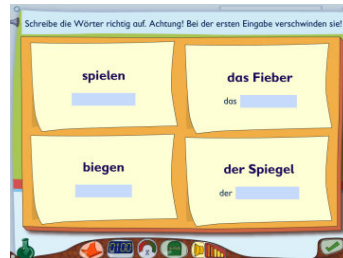 Schreibe die Wörter richtig auf. Achtung! Bei der ersten Eingabe verschwinden sie!
spielen
das Fieber
das
biegen
der Spiegel
der
0100